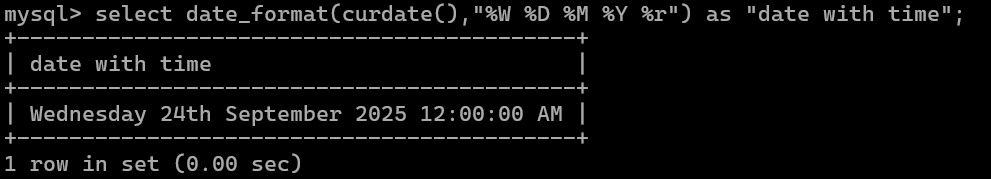 mysql> select date_format(curdate(),"%W %D %M %Y %r") as "date with time";
+------------------------------------------+
| date with time                           |
+------------------------------------------+
| Wednesday 24th September 2025 12:00:00 AM |
+------------------------------------------+
1 row in set (0.00 sec)